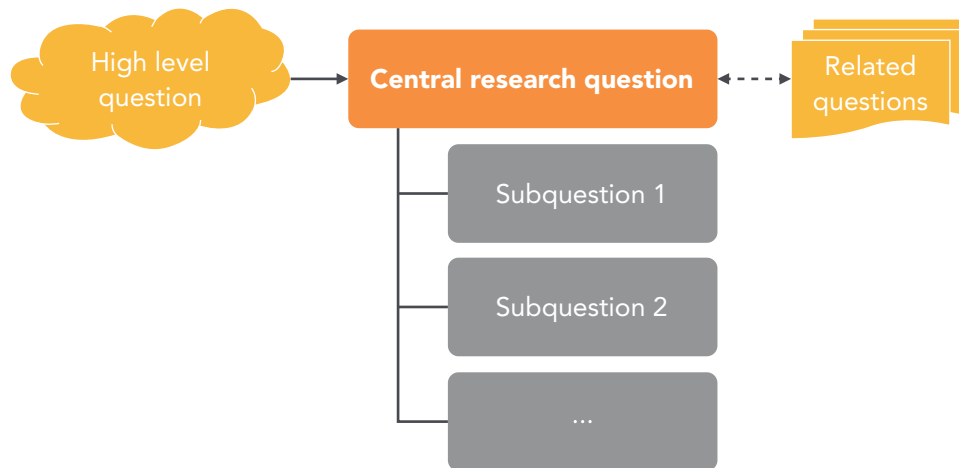 High level
question
Central research question
Related
questions
Subquestion 1
Subquestion 2
...